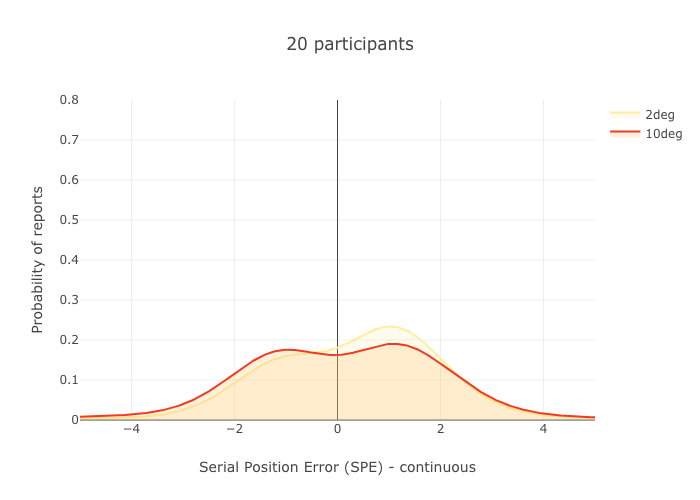 20 participants
0.8
0.7
0.6
0.5
0.4
0.3
0.2
0.1
0
−4
−2
0
2
4
Probability of reports
Serial Position Error (SPE) - continuous
2deg
10deg